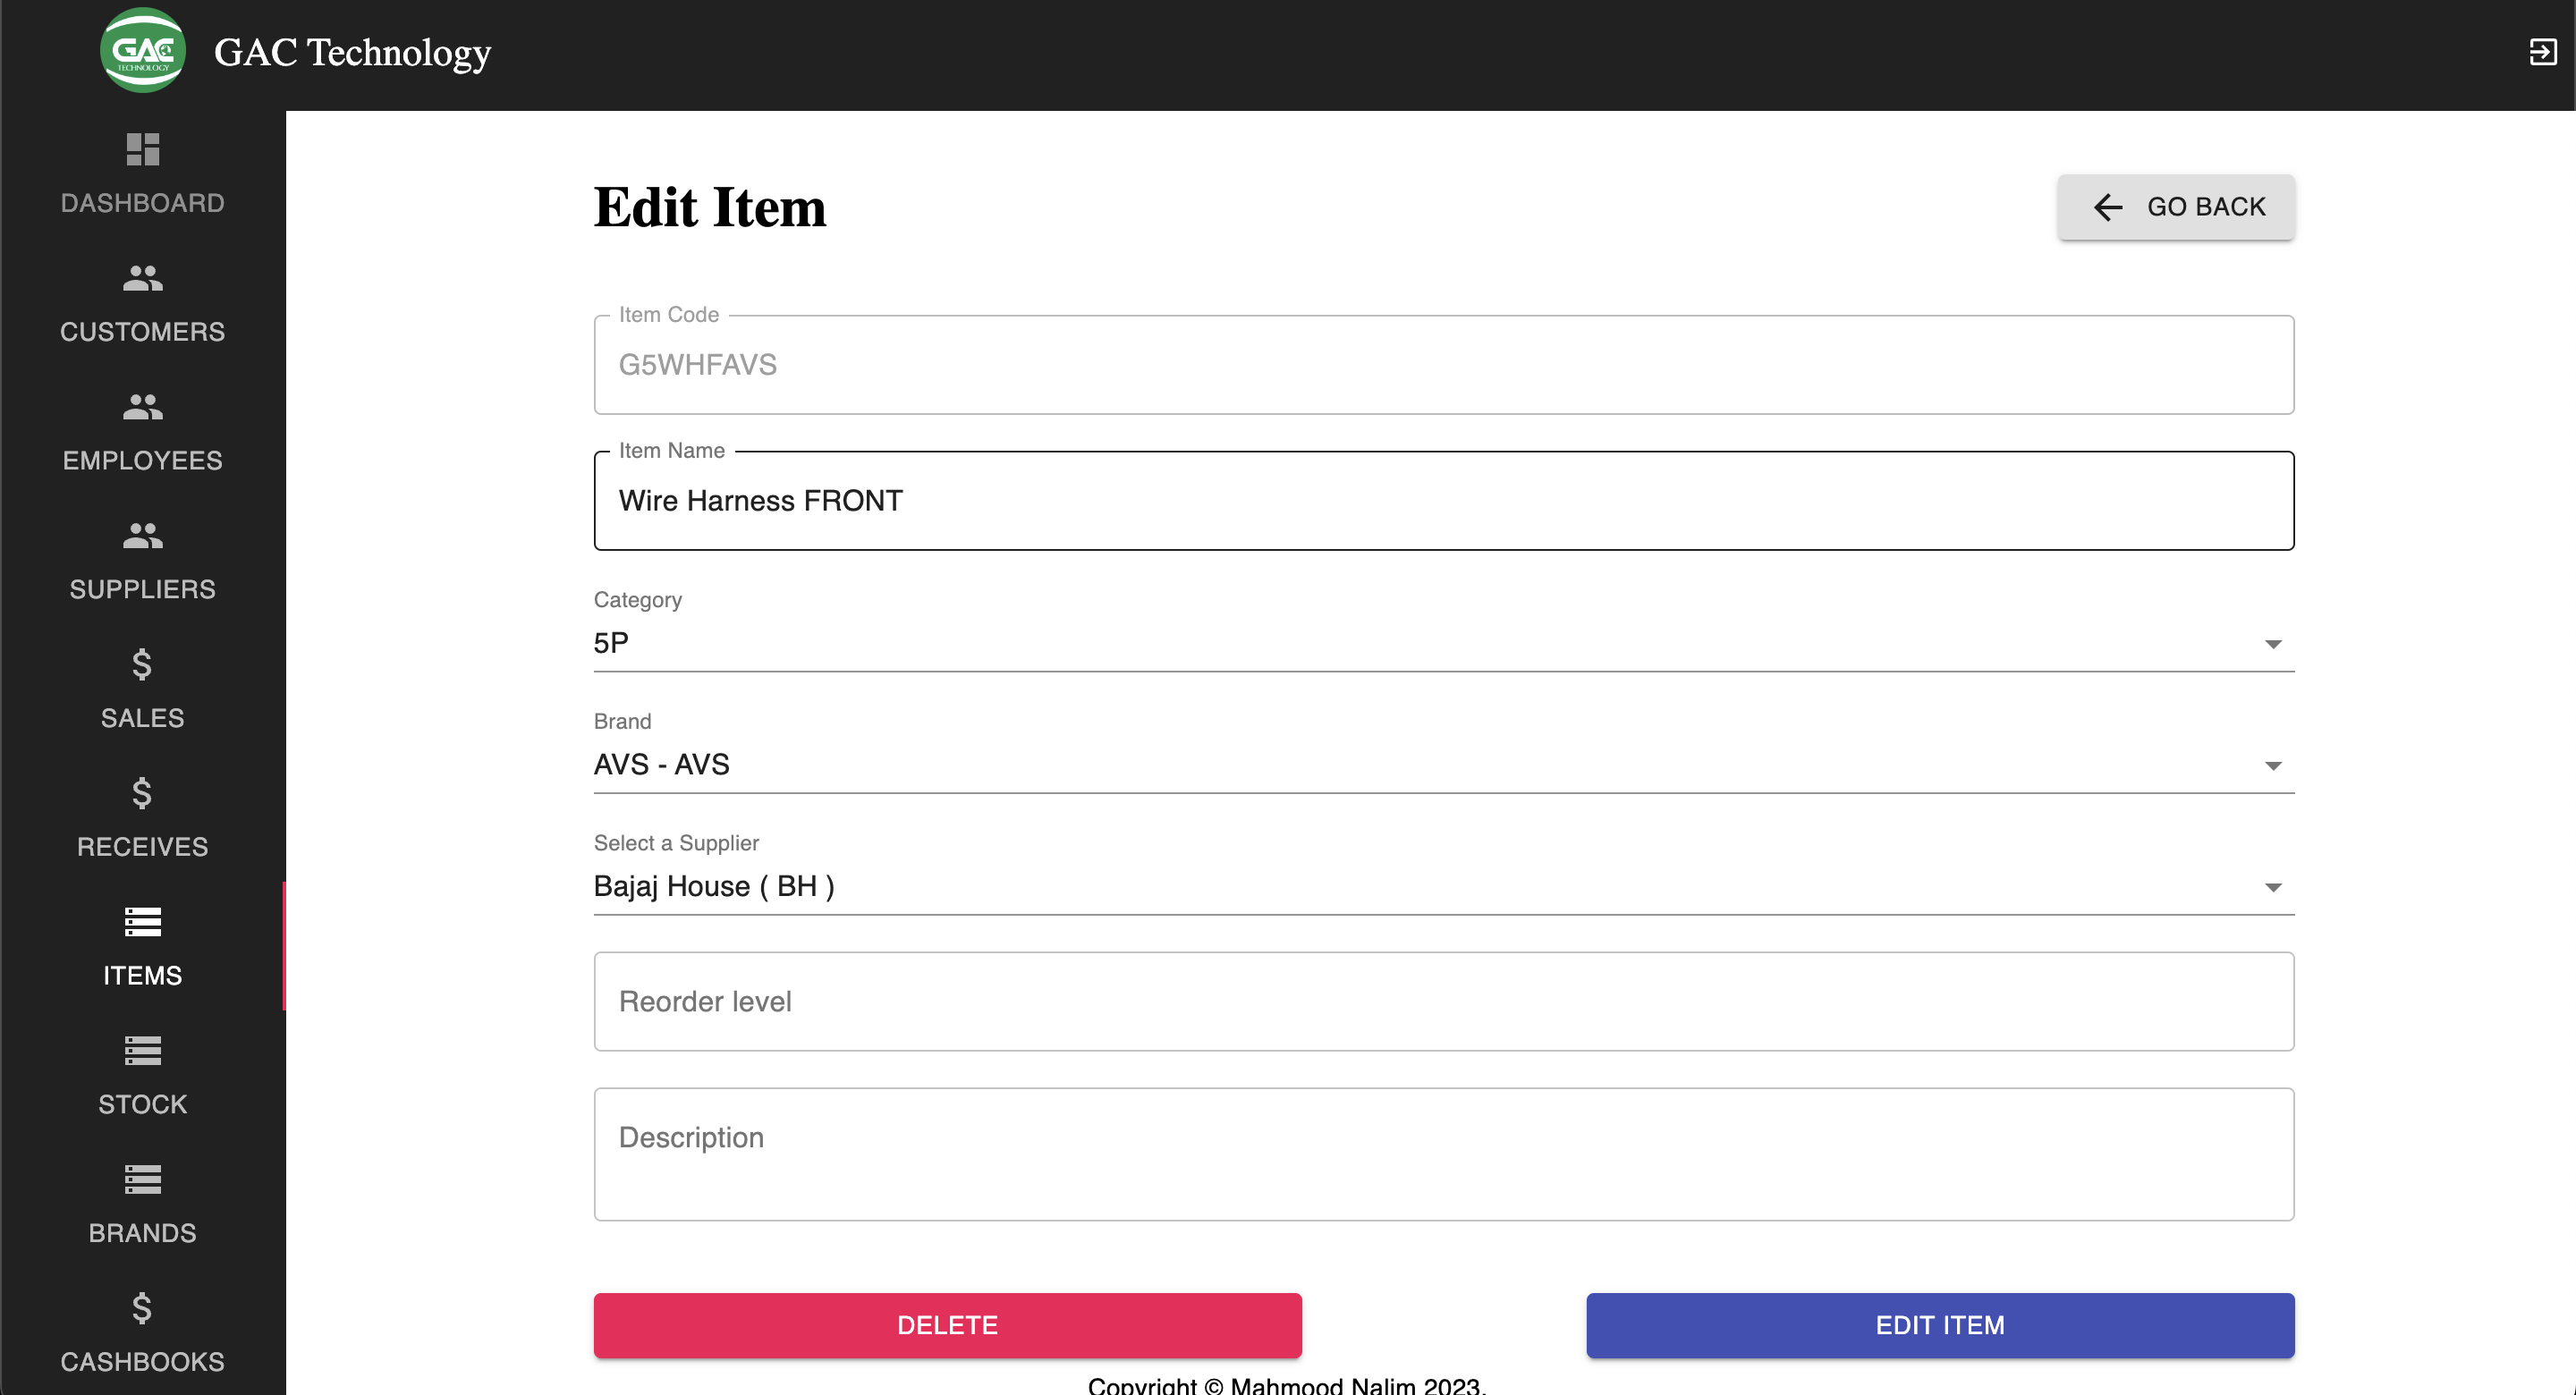 GAC
TECHNOLOGY
GAC Technology
DASHBOARD
CUSTOMERS
EMPLOYEES
SUPPLIERS
SALES
RECEIVES
ITEMS
STOCK
BRANDS
CASHBOOKS
Edit Item
GO BACK
Item Code
G5WHFAVS
Item Name
Wire Harness FRONT
Category
5P
Brand
AVS - AVS
Select a Supplier
Bajaj House ( BH )
Reorder level
Description
DELETE
EDIT ITEM
Copyright © Mahmood Nalim 2023.